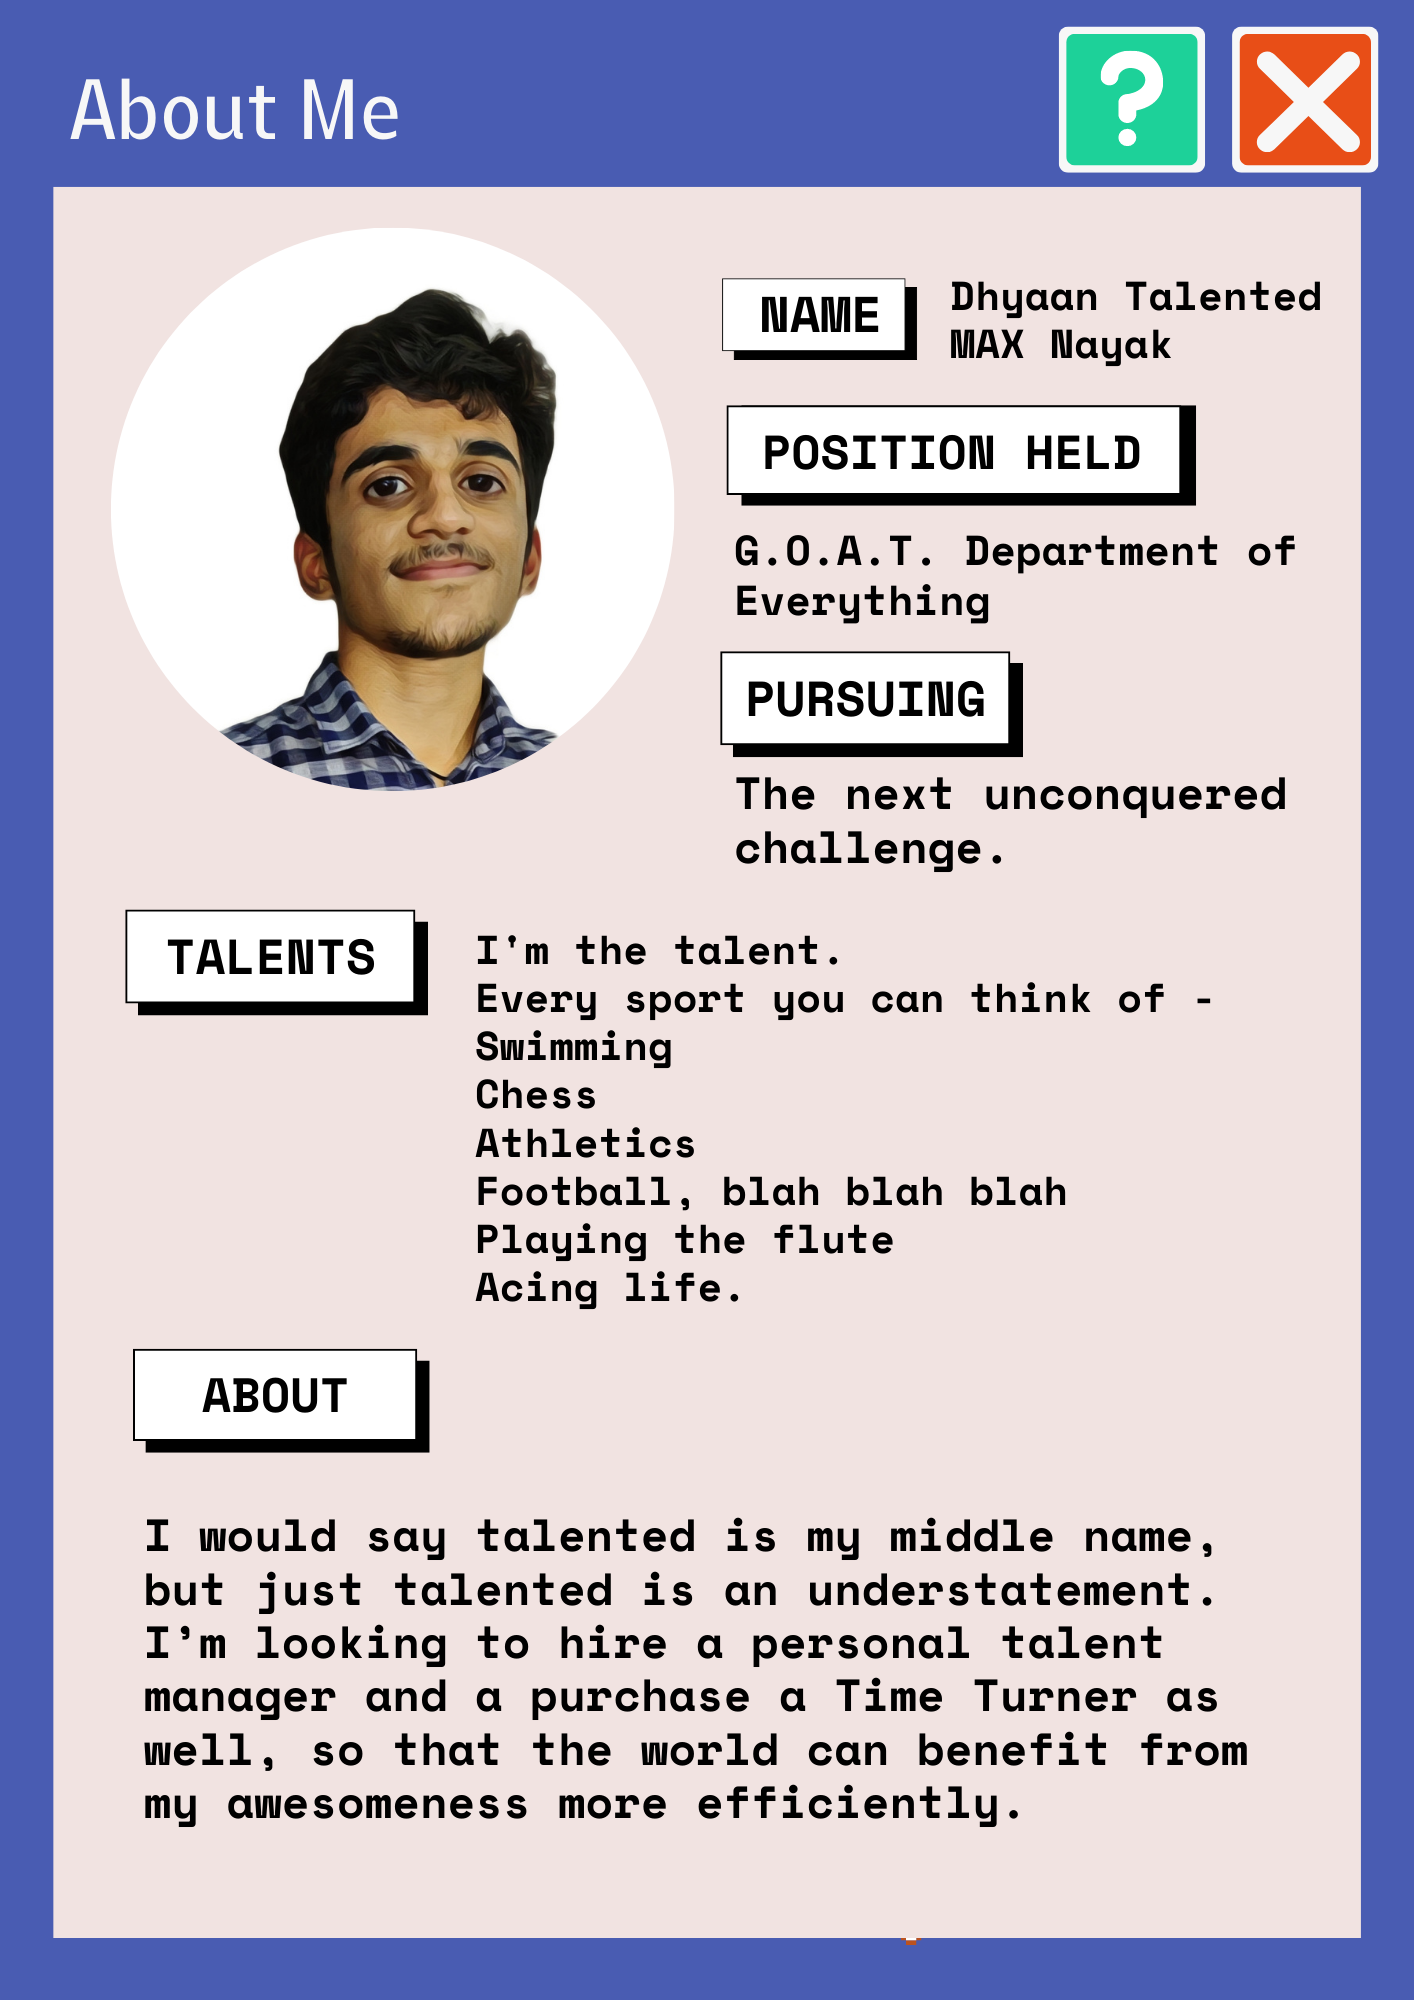 About Me
?
NAME
Dhyaan Talented
MAX Nayak
POSITION HELD
G.O.A.T. Department of
Everything
PURSUING
The next unconquered
challenge.
TALENTS
I'm the talent.
Every sport you can think of -
Swimming
Chess
Athletics
Football, blah blah blah
Playing the flute
Acing life.
ABOUT
I would say talented is my middle name,
but just talented is an understatement.
I’m looking to hire a personal talent
manager and a purchase a Time Turner as
well, so that the world can benefit from
my awesomeness more efficiently.